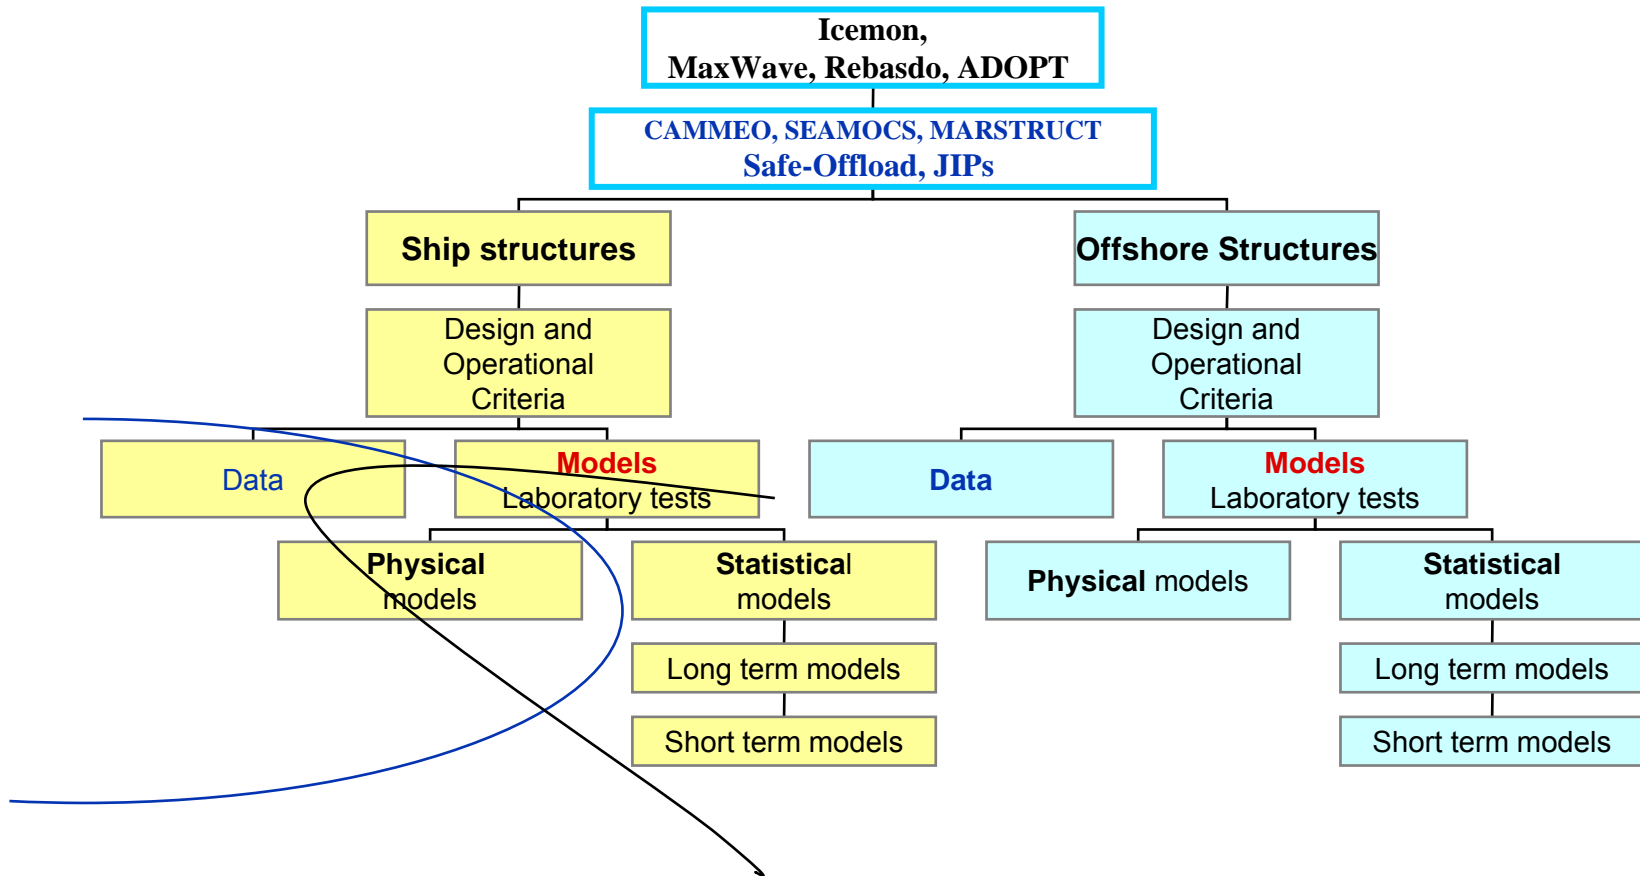 Icemon,
MaxWave, Rebasdo, ADOPT
CAMMEO, SEAMOCS, MARSTRUCT
Safe-Offload, JIPs
Ship structures
Offshore Structures
Design and
Operational
Criteria
Design and
Operational
Criteria
Data
Models
Laboratory tests
Data
Models
Laboratory tests
Physical
models
Statistical
models
Physical models
Statistical
models
Long term models
Long term models
Short term models
Short term models